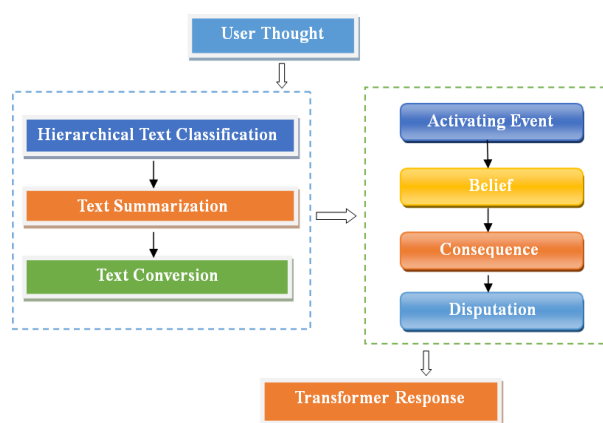 User Thought
Hierarchical Text Classification
Text Summarization
Text Conversion
Activating Event
Belief
Consequence
Disputation
Transformer Response